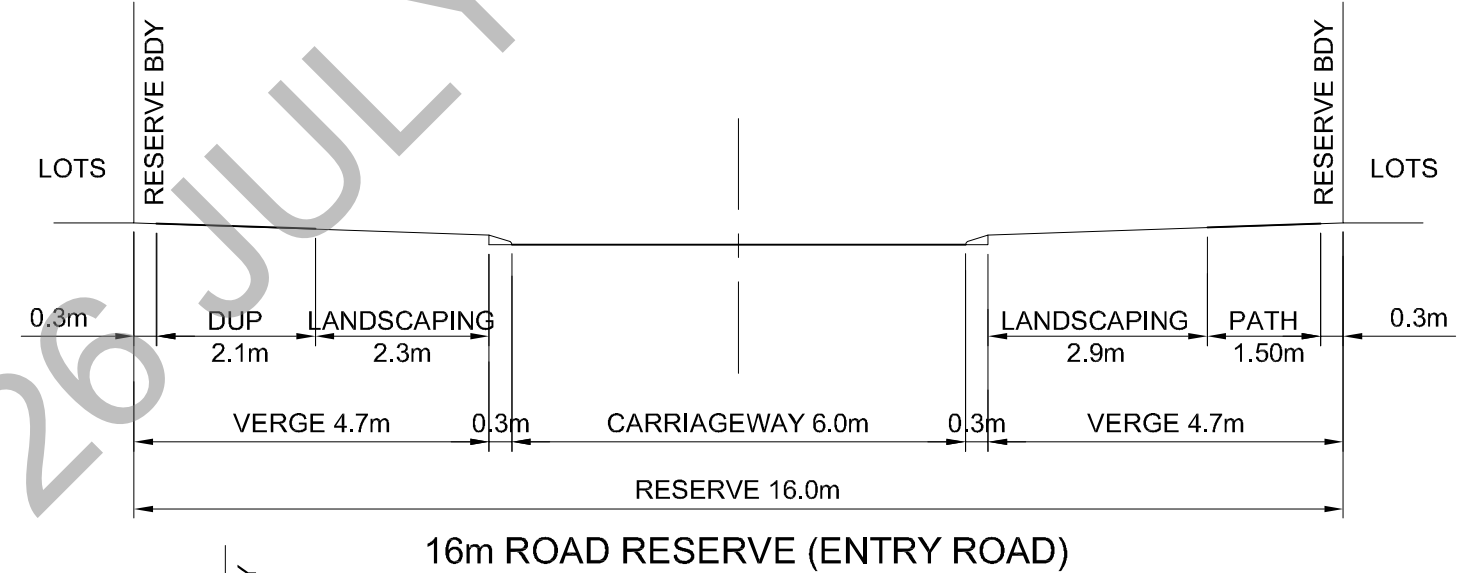 26 JULY
RESERVE BDY
RESERVE BDY
LOTS
LOTS
0.3m
DUP
LANDSCAPING
LANDSCAPING
PATH
0.3m
2.1m
2.3m
2.9m
1.50m
VERGE 4.7m
0.3m
CARRIAGEWAY 6.0m
0.3m
VERGE 4.7m
RESERVE 16.0m
16m ROAD RESERVE (ENTRY ROAD)